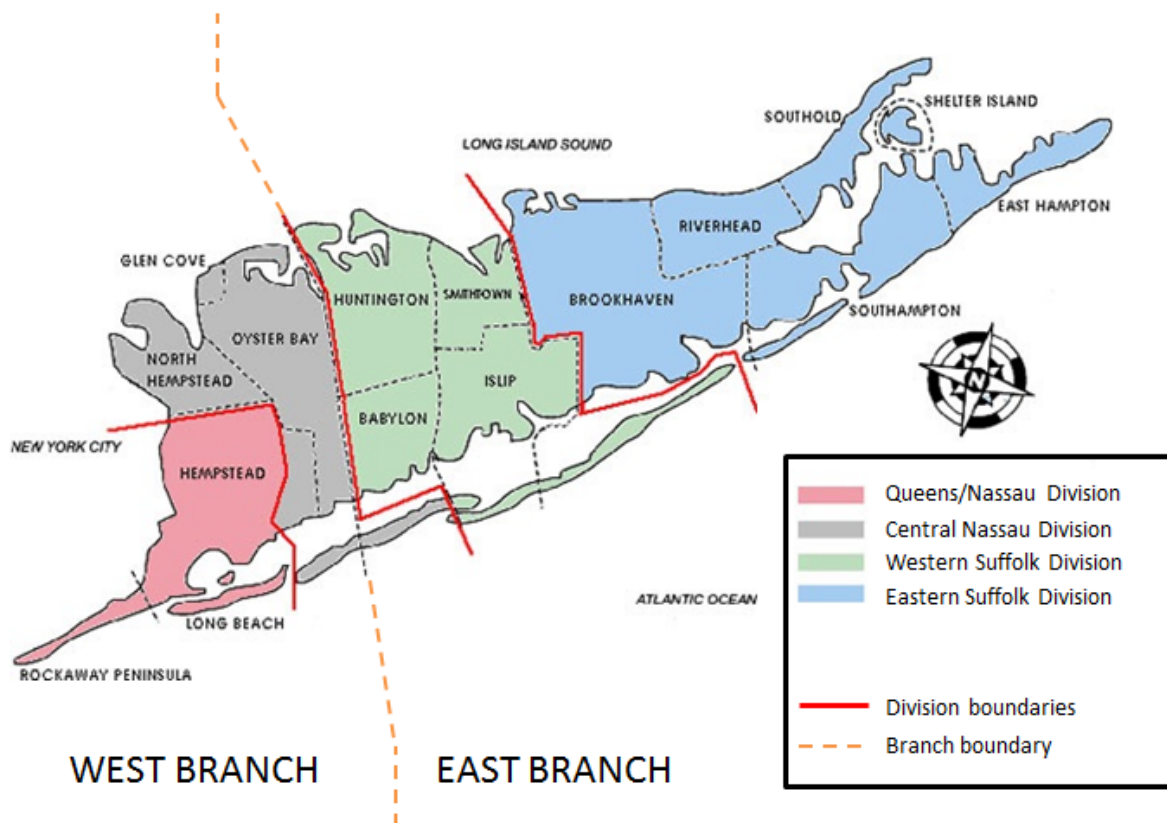 SHELTER ISLAND
SOUTHOLD
LONG ISLAND SOUND
EAST HAMPTON
RIVERHEAD
GLEN COVE
HUNTINGTON
SMITHTOWN
BROOKHAVEN
SOUTHAMPTON
OYSTER BAY
NORTH
HEMPSTEAD
ISLIP
N
BABYLON
NEW YORK CITY
HEMPSTEAD
Queens/Nassau Division
Central Nassau Division
Western Suffolk Division
Eastern Suffolk Division
ATLANTIC OCEAN
LONG BEACH
ROCKAWAY PENINSULA
Division boundaries
Branch boundary
WEST BRANCH
EAST BRANCH